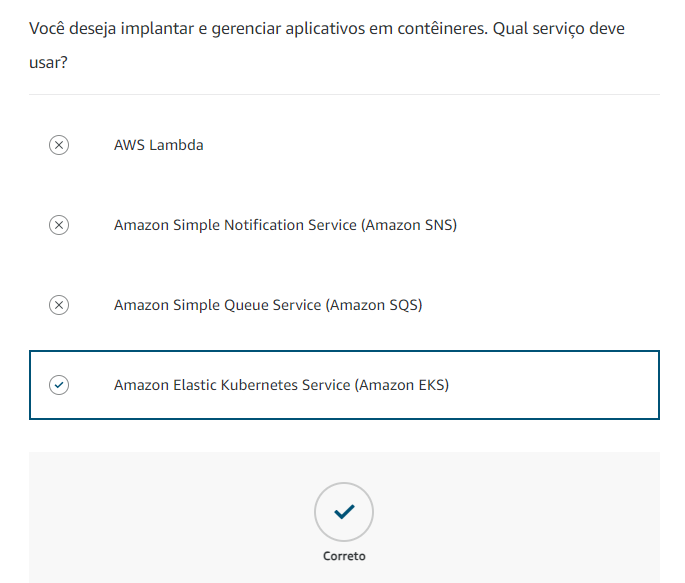 Você deseja implantar e gerenciar aplicativos em contêineres. Qual serviço deve
usar?
AWS Lambda
Amazon Simple Notification Service (Amazon SNS)
Amazon Simple Queue Service (Amazon SQS)
Amazon Elastic Kubernetes Service (Amazon EKS)
Correto